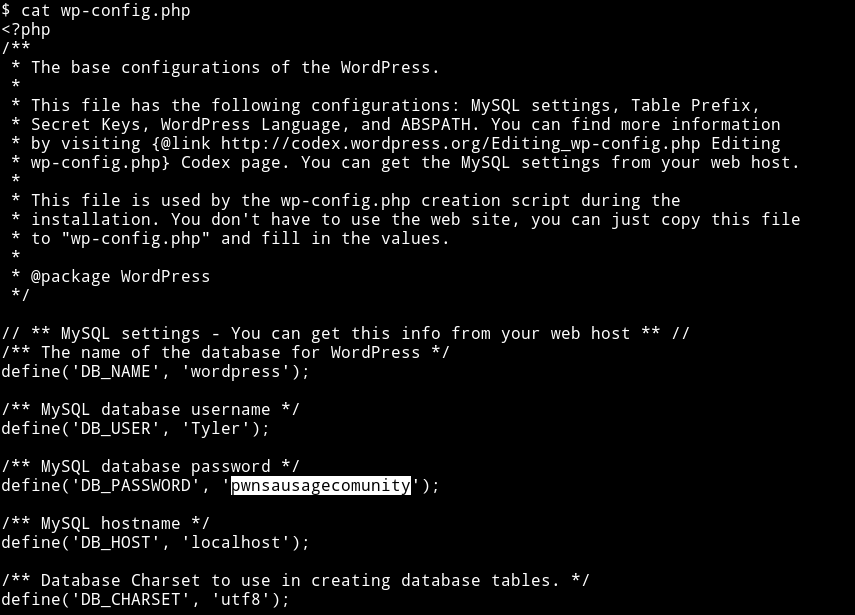 $ cat wp-config.php
<?php
/**
 * The base configurations of the WordPress.
 *
 * This file has the following configurations: MySQL settings, Table Prefix,
 * Secret Keys, WordPress Language, and ABSPATH. You can find more information
 * by visiting {@link http://codex.wordpress.org/Editing_wp-config.php Editing
 * wp-config.php} Codex page. You can get the MySQL settings from your web host.
 *
 * This file is used by the wp-config.php creation script during the
 * installation. You don't have to use the web site, you can just copy this file
 * to "wp-config.php" and fill in the values.
 *
 * @package WordPress
 */

// ** MySQL settings - You can get this info from your web host ** //
/** The name of the database for WordPress */
define('DB_NAME', 'wordpress');

/** MySQL database username */
define('DB_USER', 'Tyler');

/** MySQL database password */
define('DB_PASSWORD', 'pwnsausagecomunity');

/** MySQL hostname */
define('DB_HOST', 'localhost');

/** Database Charset to use in creating database tables. */
define('DB_CHARSET', 'utf8');